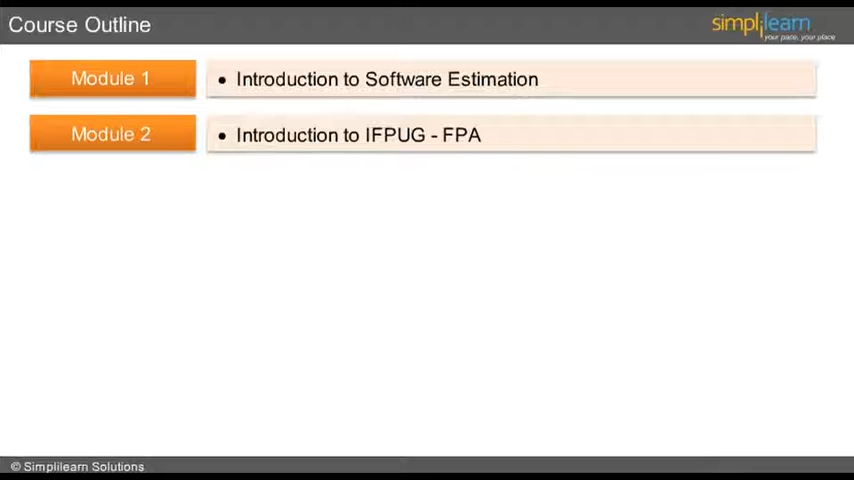 Course Outline
simplilearn
your pace, your place
Module 1
• Introduction to Software Estimation
Module 2
• Introduction to IFPUG - FPA
© Simplilearn Solutions